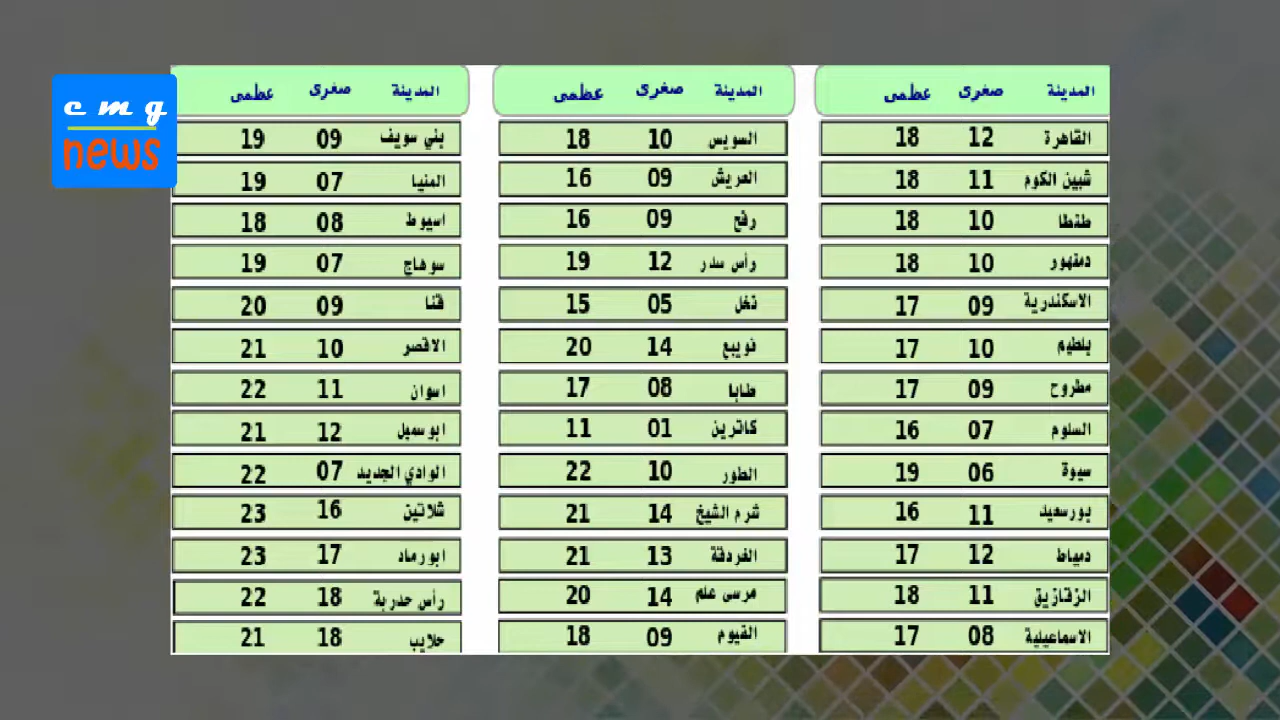 cmg
news
المدينة صغرى عظمى
القاهرة 12 18
شبين الكوم 11 18
طنطا 10 18
دمنهور 10 18
الاسكندرية 09 17
بلطيم 10 17
مطروح 09 17
السلوم 07 16
سيوة 06 19
بورسعيد 11 16
دمياط 12 17
الزقازيق 11 18
الاسماعيلية 08 17
المدينة صغرى عظمى
السويس 10 18
العريش 09 16
رفح 09 16
رأس سدر 12 19
نخل 05 15
نويبع 14 20
طابا 08 17
كاترين 01 11
الطور 10 22
شرم الشيخ 14 21
الغردقة 13 21
مرسى علم 14 20
الفيوم 09 18
المدينة صغرى عظمى
بني سويف 09 19
المنيا 07 19
اسيوط 08 18
سوهاج 07 19
قنا 09 20
الاقصر 10 21
اسوان 11 22
ابوسمبل 12 21
الوادي الجديد 07 22
شلاتين 16 23
ابورماد 17 23
رأس حدربة 18 22
حلايب 18 21